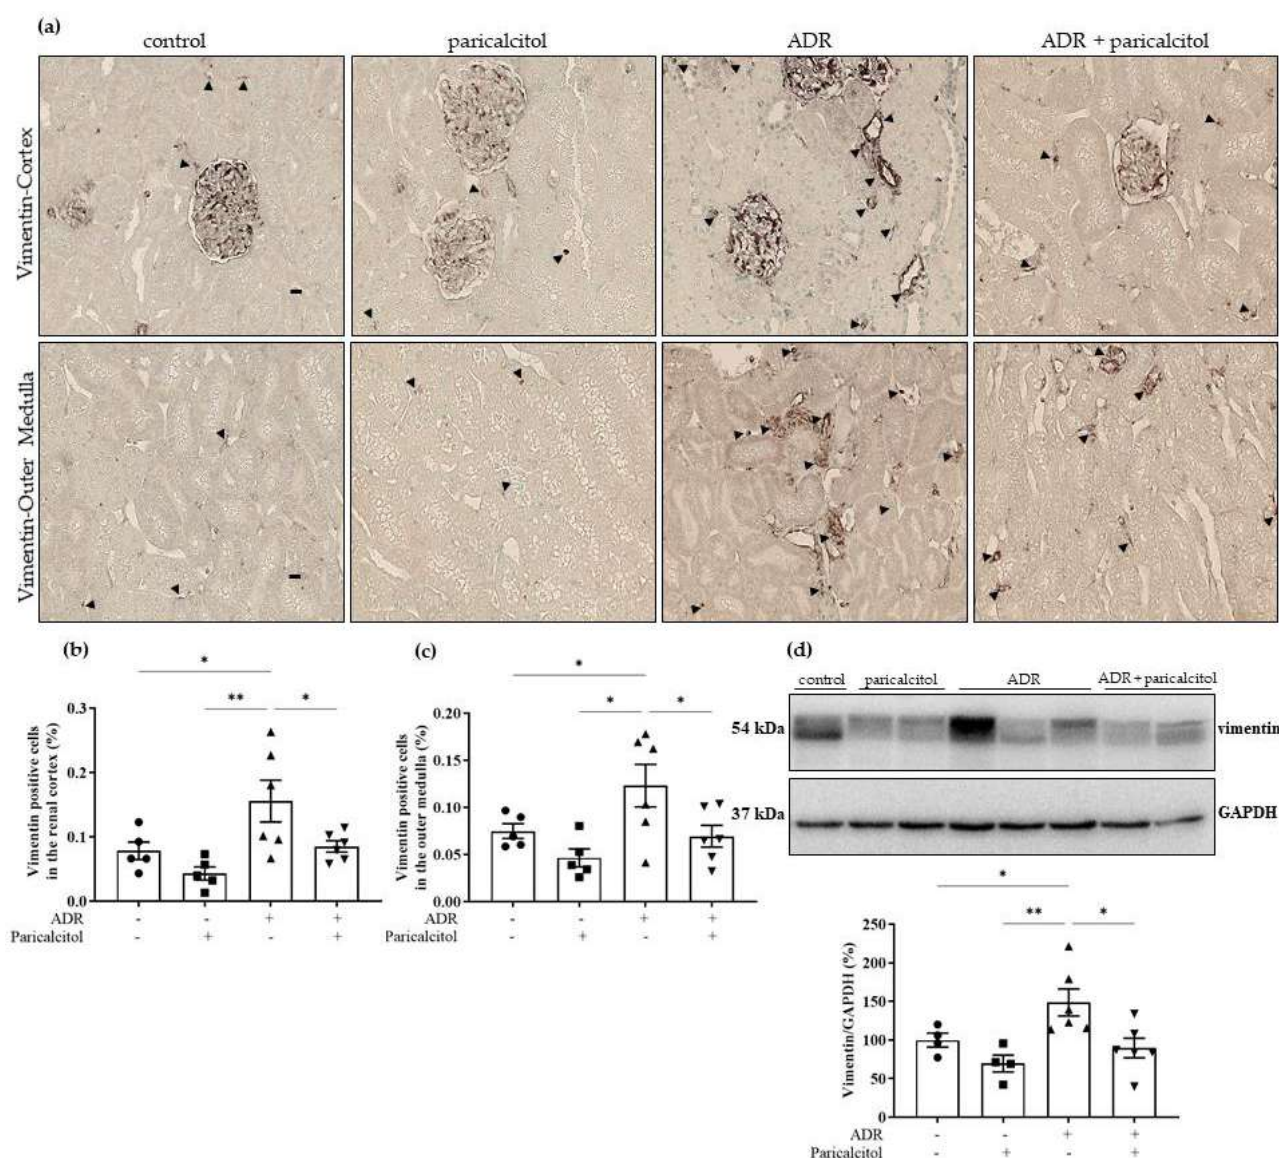 (a)
control paricalcitol ADR ADR + paricalcitol
Vimentin-Cortex
Vimentin-Outer Medulla
(b)
* 
** *
Vimentin positive cells
in the renal cortex (%)
0.3
0.2
0.1
0.0
ADR - - + +
Paricalcitol - + - +
(c)
*
* *
Vimentin positive cells
in the outer medulla (%)
0.20
0.15
0.10
0.05
0.00
ADR - - + +
Paricalcitol - + - +
(d)
control paricalcitol ADR ADR + paricalcitol
54 kDa vimentin
37 kDa GAPDH
*
** *
Vimentin/GAPDH (%)
250
200
150
100
50
0
ADR - - + +
Paricalcitol - + - +